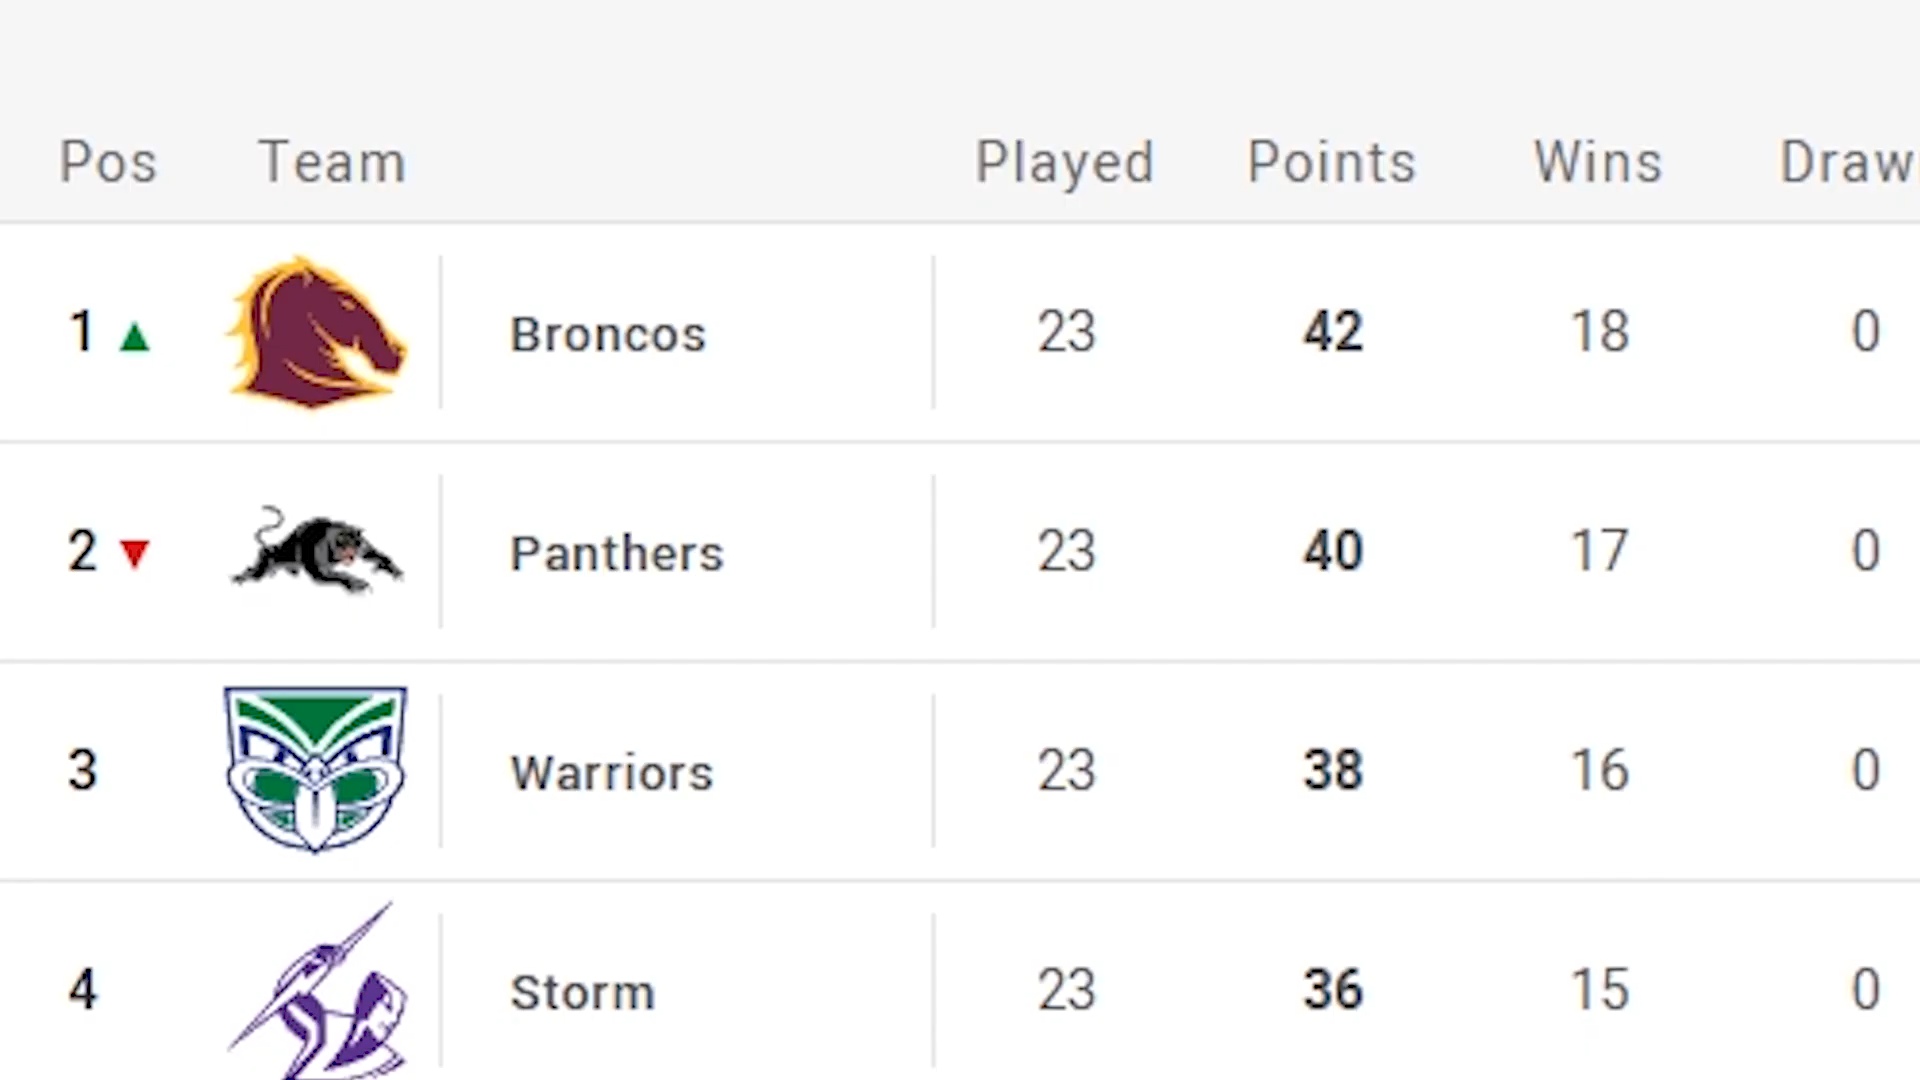 Pos Team Played Points Wins Draw
1 Broncos 23 42 18 0
2 Panthers 23 40 17 0
3 Warriors 23 38 16 0
4 Storm 23 36 15 0